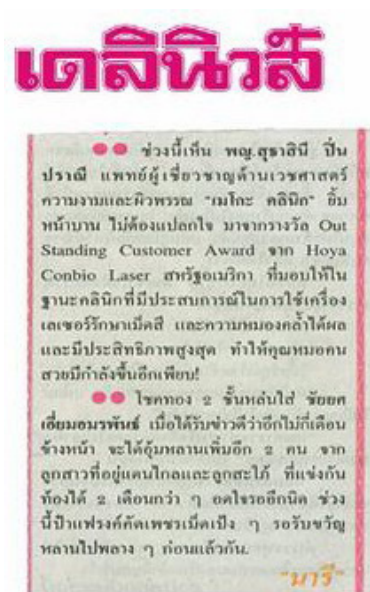 เดลินิวส์
●● ช่วงนี้เห็น พญ.สุธาสินี ปิ่น
ปราณี แพทย์ผู้เชี่ยวชาญด้านเวชศาสตร์
ความงามและผิวพรรณ "เมโกะ คลินิก" ยิ้ม
หน้าบาน ไม่ต้องแปลกใจ มาจากรางวัล Out
Standing Customer Award จาก Hoya
Conbio Laser สหรัฐอเมริกา ที่มอบให้ใน
ฐานะคลินิกที่มีประสบการณ์ในการใช้เครื่อง
เลเซอร์รักษาเม็ดสี และความหมองคล้ำได้ผล
และมีประสิทธิภาพสูงสุด ทำให้คุณหมอคน
สวยมีกำลังขึ้นอีกเพียบ!
●● โชคทอง 2 ชั้นหล่นใส่ ชัยยศ
เอี่ยมอมรพันธ์ เมื่อได้รับข่าวดีว่าอีกไม่กี่เดือน
ข้างหน้า จะได้อุ้มหลานเพิ่มอีก 2 คน จาก
ลูกสาวที่อยู่แดนไกลและลูกสะใภ้ ที่แข่งกัน
ท้องได้ 2 เดือนกว่า ๆ อดใจรออีกนิด ช่วง
นี้ป๋าแฟรงค์คัดเพชรเม็ดเป้ง ๆ รอรับขวัญ
หลานไปพลาง ๆ ก่อนแล้วกัน.
"มารี"